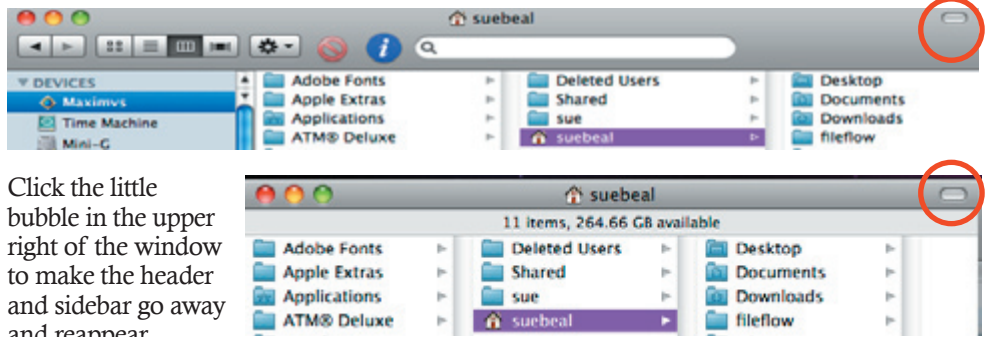 suebeal
DEVICES
Maximvs
Time Machine
Mini-G
Adobe Fonts
Apple Extras
Applications
ATM® Deluxe
Deleted Users
Shared
sue
suebeal
Desktop
Documents
Downloads
fileflow
Click the little
bubble in the upper
right of the window
to make the header
and sidebar go away
and reappear
suebeal
11 items, 264.66 GB available
Adobe Fonts
Apple Extras
Applications
ATM® Deluxe
Deleted Users
Shared
sue
suebeal
Desktop
Documents
Downloads
fileflow